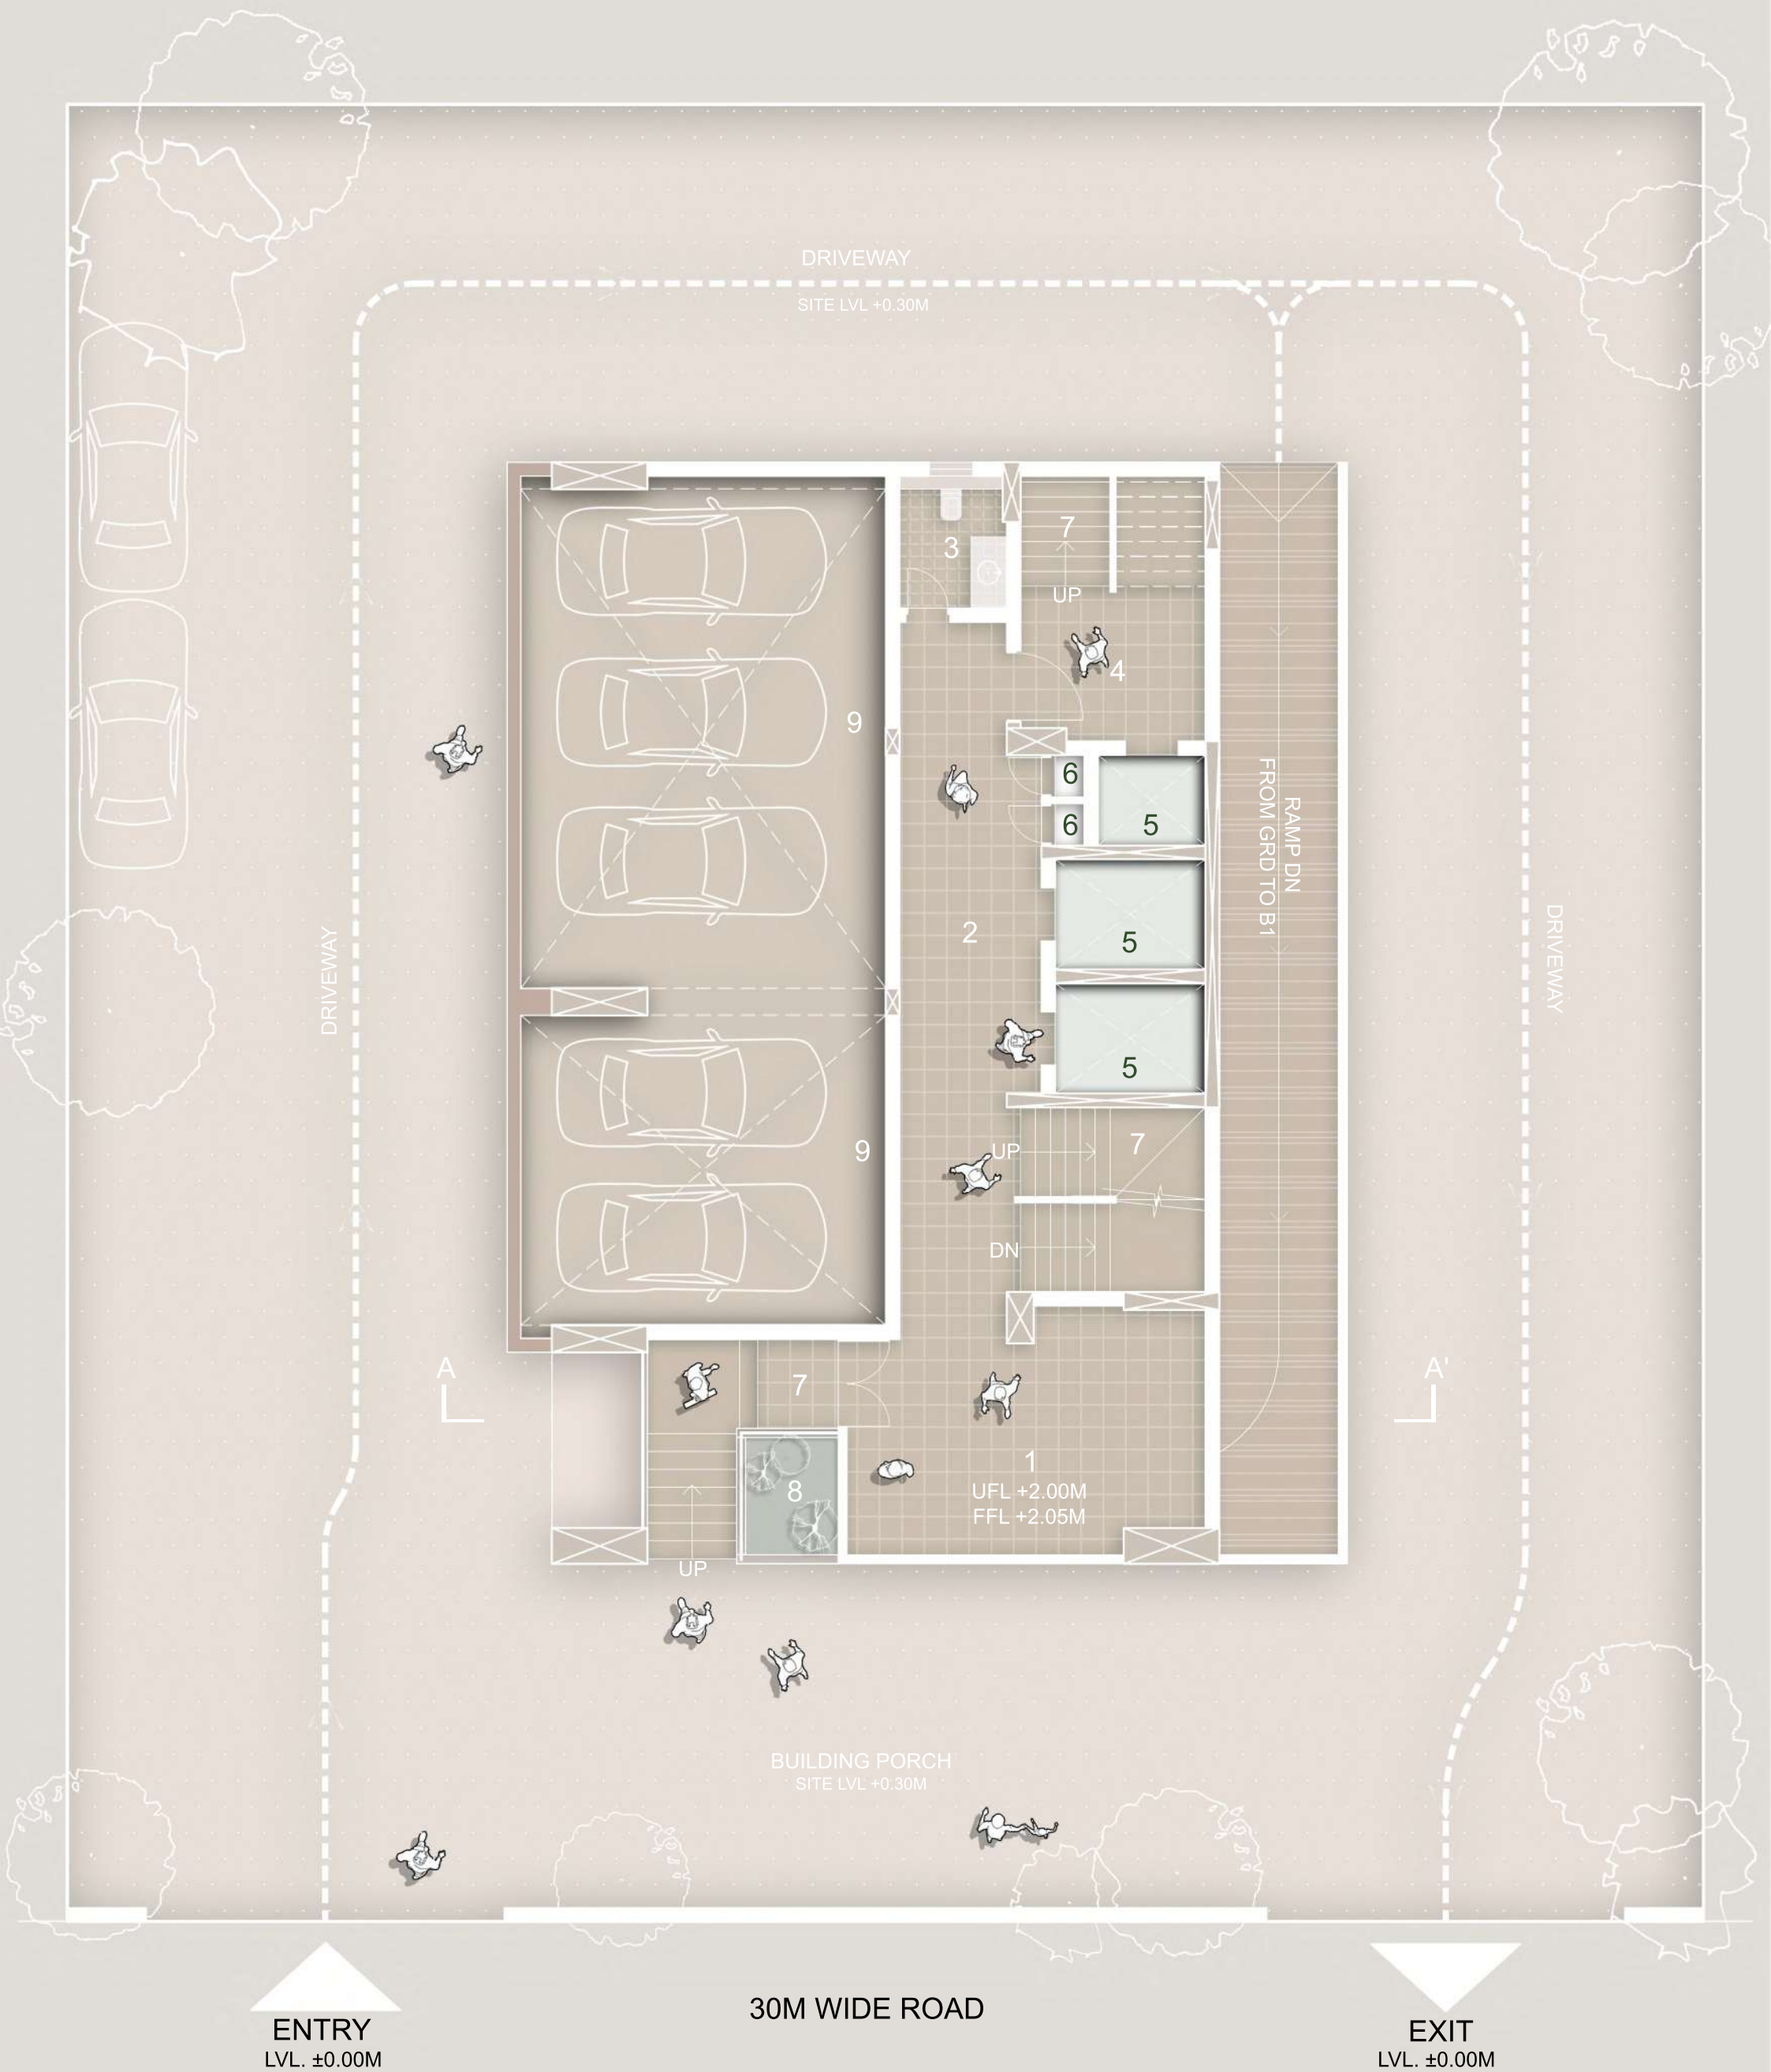 DRIVEWAY
SITE LVL +0.30M
7
3
UP
4
9
6
5
6
RAMP DN
FROM GRD TO B1
2
5
DRIVEWAY
DRIVEWAY
5
UP
7
9
DN
A
A'
7
1
UFL +2.00M
FFL +2.05M
8
UP
BUILDING PORCH
SITE LVL +0.30M
30M WIDE ROAD
ENTRY
LVL. ±0.00M
EXIT
LVL. ±0.00M